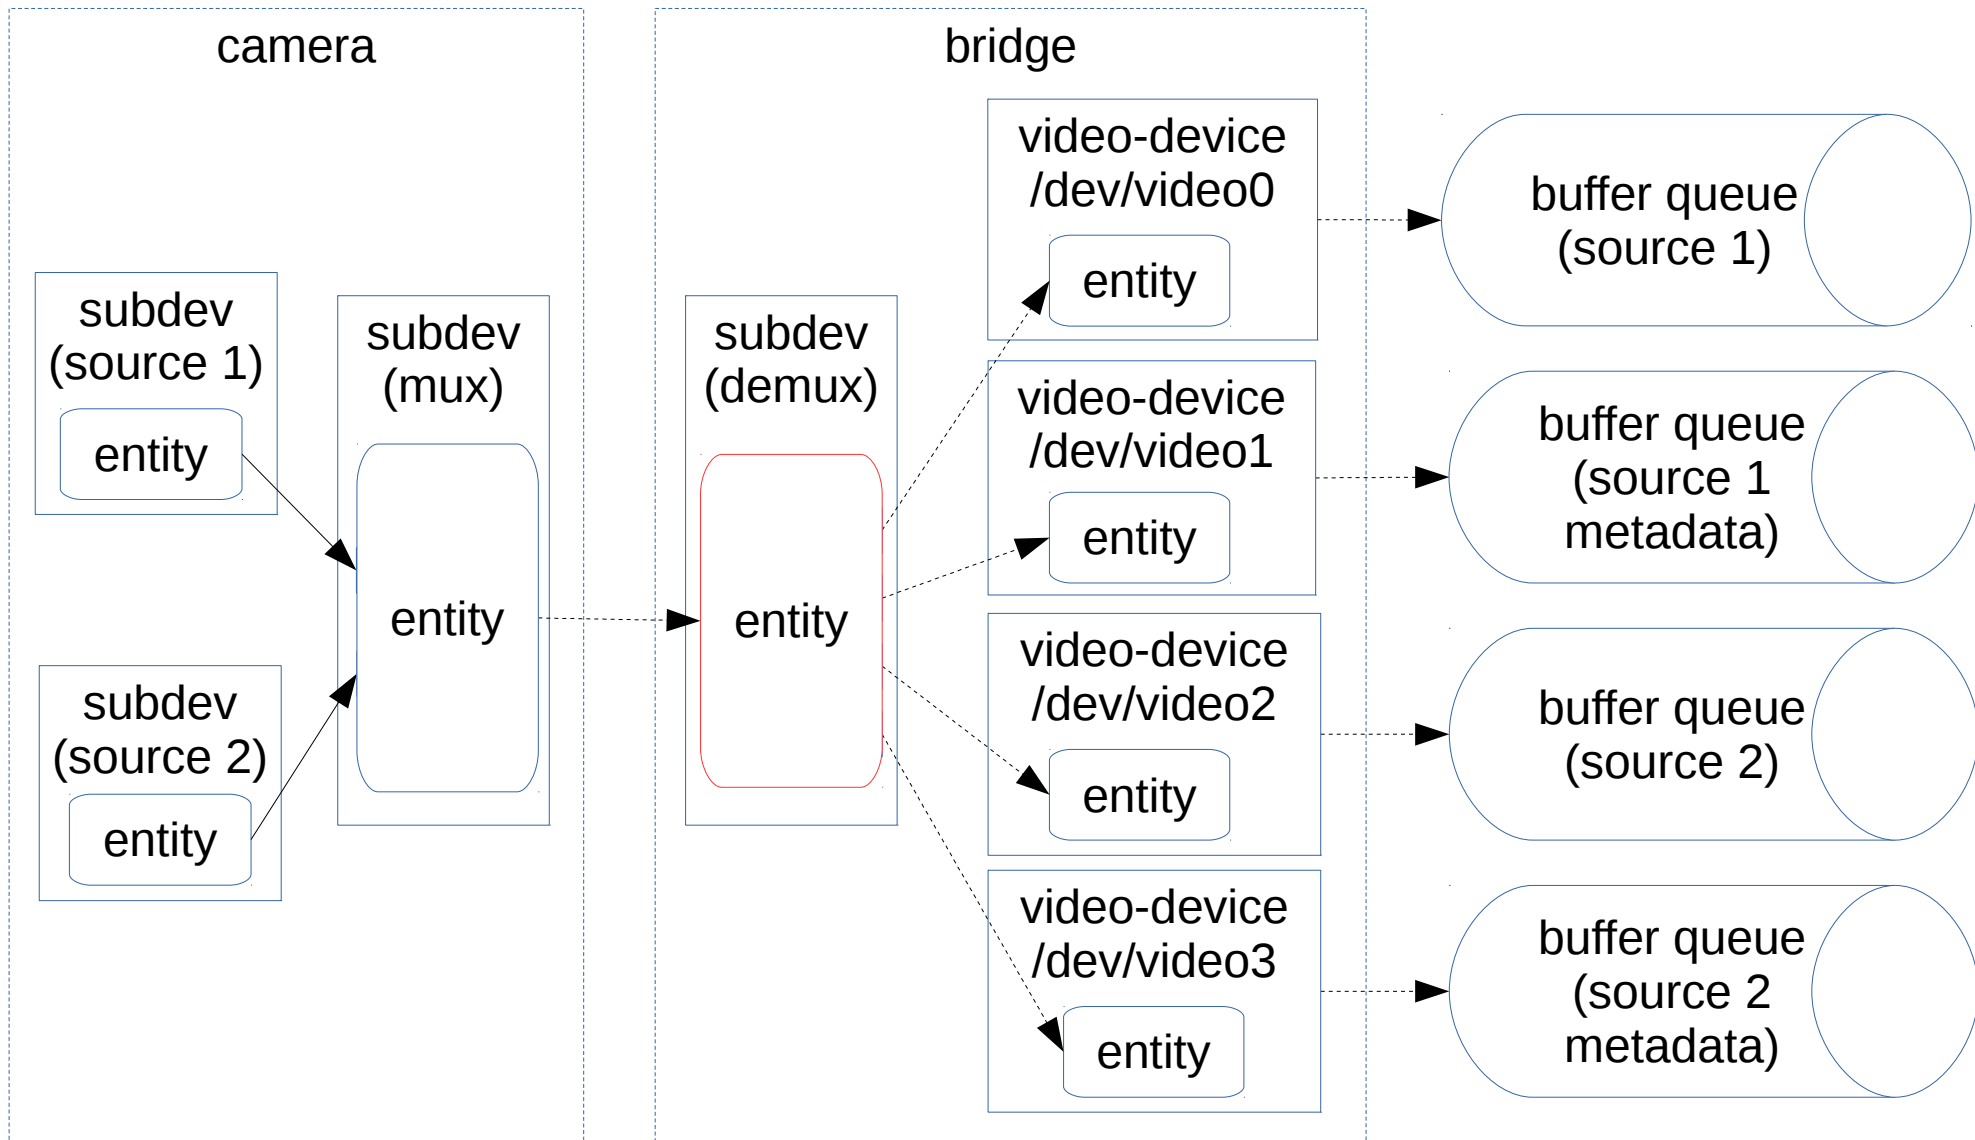 camera
subdev
(source 1)
entity
subdev
(source 2)
entity
subdev
(mux)
entity
bridge
subdev
(demux)
entity
video-device
/dev/video0
entity
video-device
/dev/video1
entity
video-device
/dev/video2
entity
video-device
/dev/video3
entity
buffer queue
(source 1)
buffer queue
(source 1
metadata)
buffer queue
(source 2)
buffer queue
(source 2
metadata)